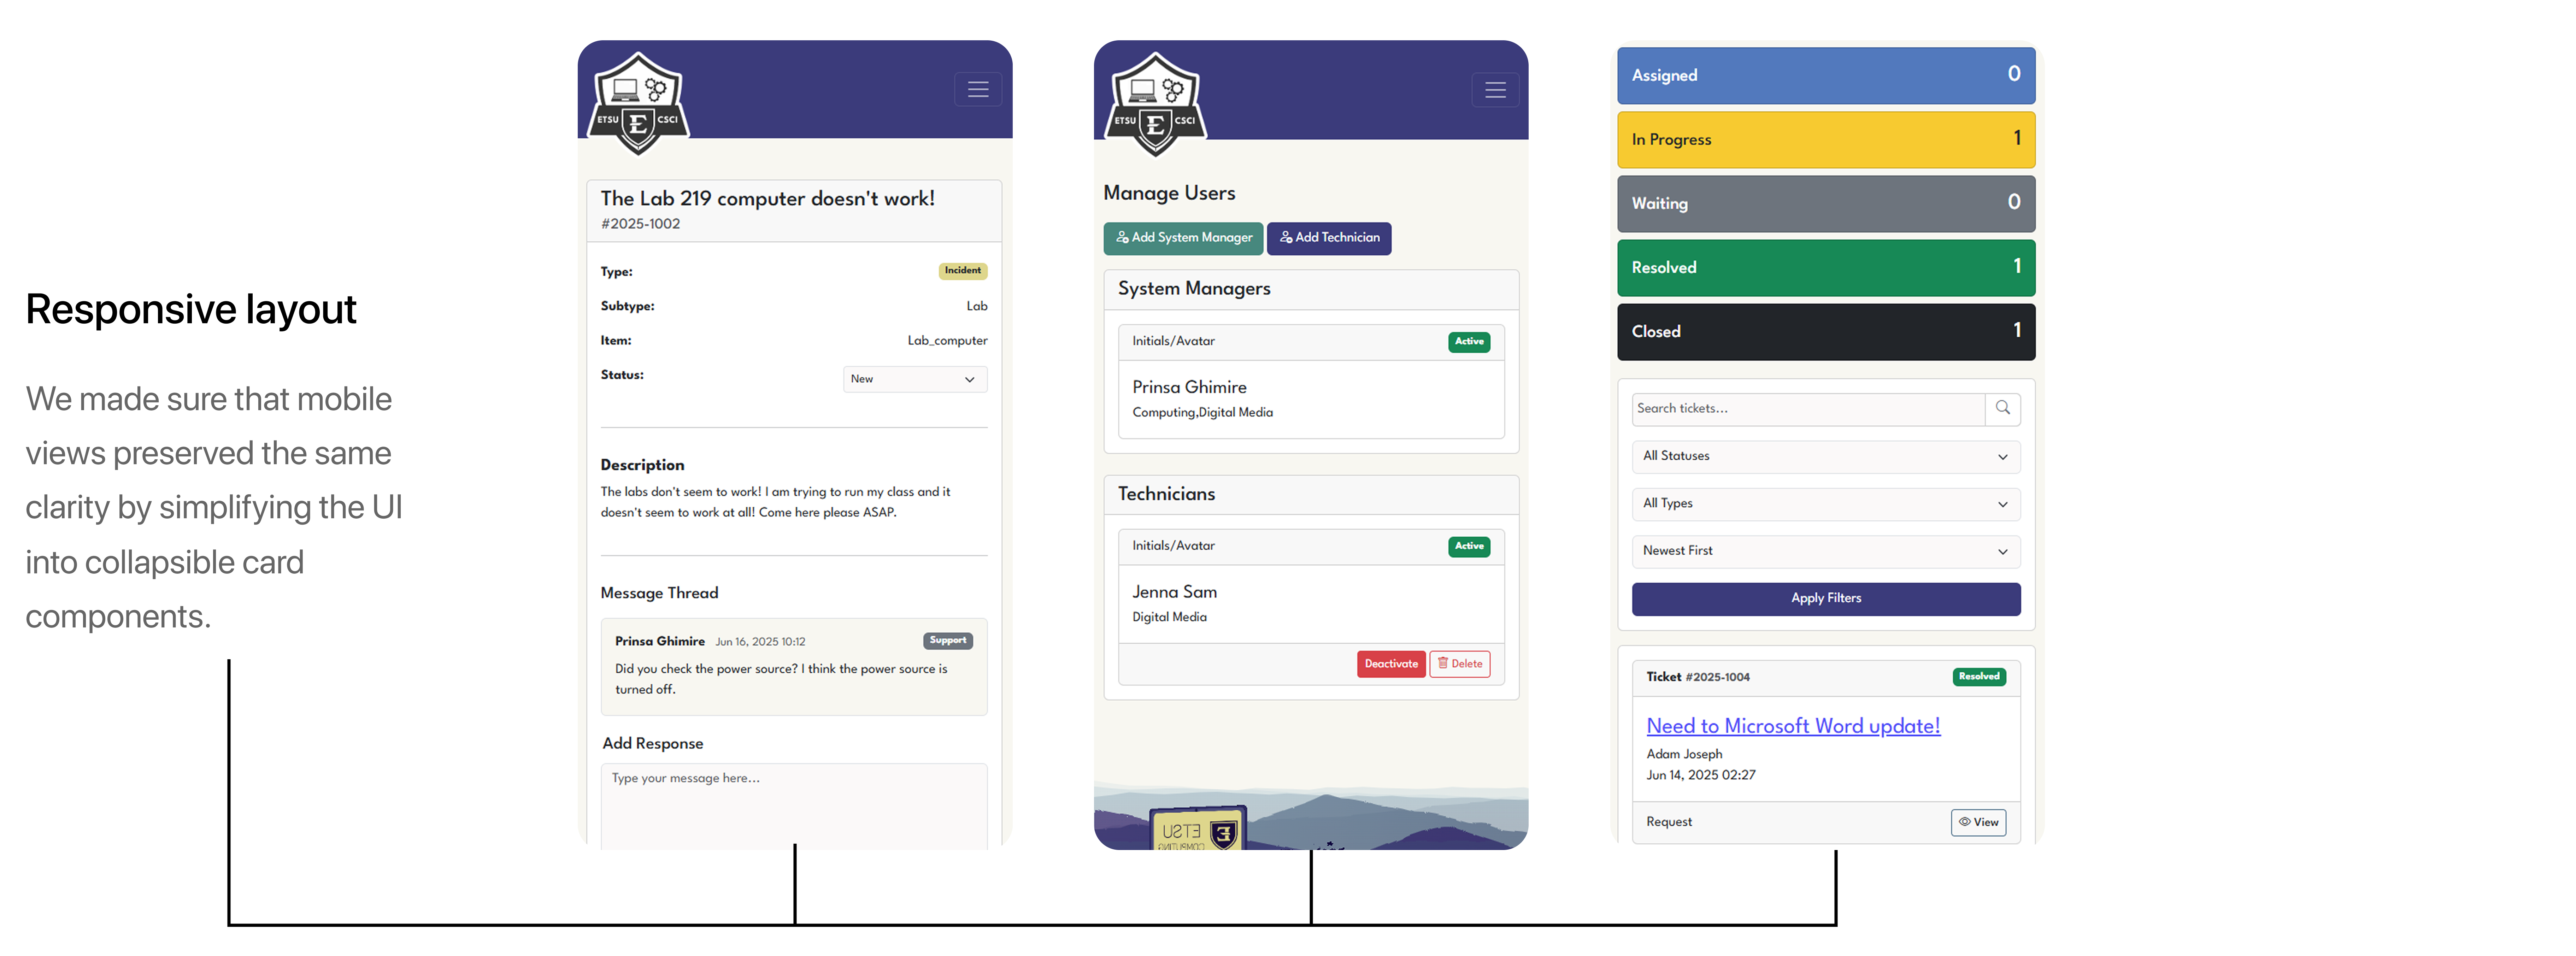 Responsive layout
We made sure that mobile
views preserved the same
clarity by simplifying the UI
into collapsible card
components.
ETSU E CSCI
The Lab 219 computer doesn't work!
#2025-1002
Type: Incident
Subtype: Lab
Item: Lab_computer
Status: New
Description
The labs don't seem to work! I am trying to run my class and it
doesn't seem to work at all! Come here please ASAP.
Message Thread
Prinsa Ghimire Jun 16, 2025 10:12 Support
Did you check the power source? I think the power source is
turned off.
Add Response
Type your message here...
ETSU E CSCI
Manage Users
Add System Manager Add Technician
System Managers
Initials/Avatar Active
Prinsa Ghimire
Computing,Digital Media
Technicians
Initials/Avatar Active
Jenna Sam
Digital Media
Deactivate Delete
ETSU E
COMPUTING
Assigned 0
In Progress 1
Waiting 0
Resolved 1
Closed 1
Search tickets...
All Statuses
All Types
Newest First
Apply Filters
Ticket #2025-1004 Resolved
Need to Microsoft Word update!
Adam Joseph
Jun 14, 2025 02:27
Request View